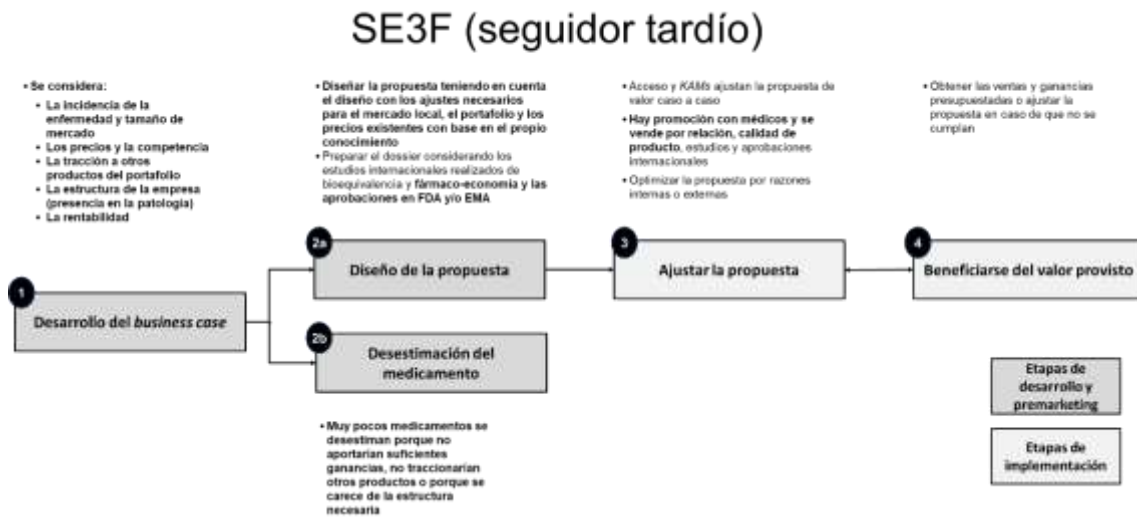 SE3F (seguidor tardío)
• Se considera:
• La incidencia de la
enfermedad y tamaño de
mercado
• Los precios y la competencia
• La tracción a otros
productos del portafolio
• La estructura de la empresa
(presencia en la patología)
• La rentabilidad
• Diseñar la propuesta teniendo en cuenta
el diseño con los ajustes necesarios
para el mercado local, el portafolio y los
precios existentes con base en el propio
conocimiento
• Preparar el dossier considerando los
estudios internacionales realizados de
bioequivalencia y fármaco-economía y las
aprobaciones en FDA y/o EMA
• Acceso y KAMs ajustan la propuesta de
valor caso a caso
• Hay promoción con médicos y se
vende por relación, calidad de
producto, estudios y aprobaciones
internacionales
• Optimizar la propuesta por razones
internas o externas
• Obtener las ventas y ganancias
presupuestadas o ajustar la
propuesta en caso de que no se
cumplan
1
Desarrollo del business case
2a
Diseño de la propuesta
3
Ajustar la propuesta
4
Beneficiarse del valor provisto
2b
Desestimación del
medicamento
• Muy pocos medicamentos se
desestiman porque no
aportarían suficientes
ganancias, no traccionarían
otros productos o porque se
carece de la estructura
necesaria
Etapas de
desarrollo y
premarketing
Etapas de
implementación